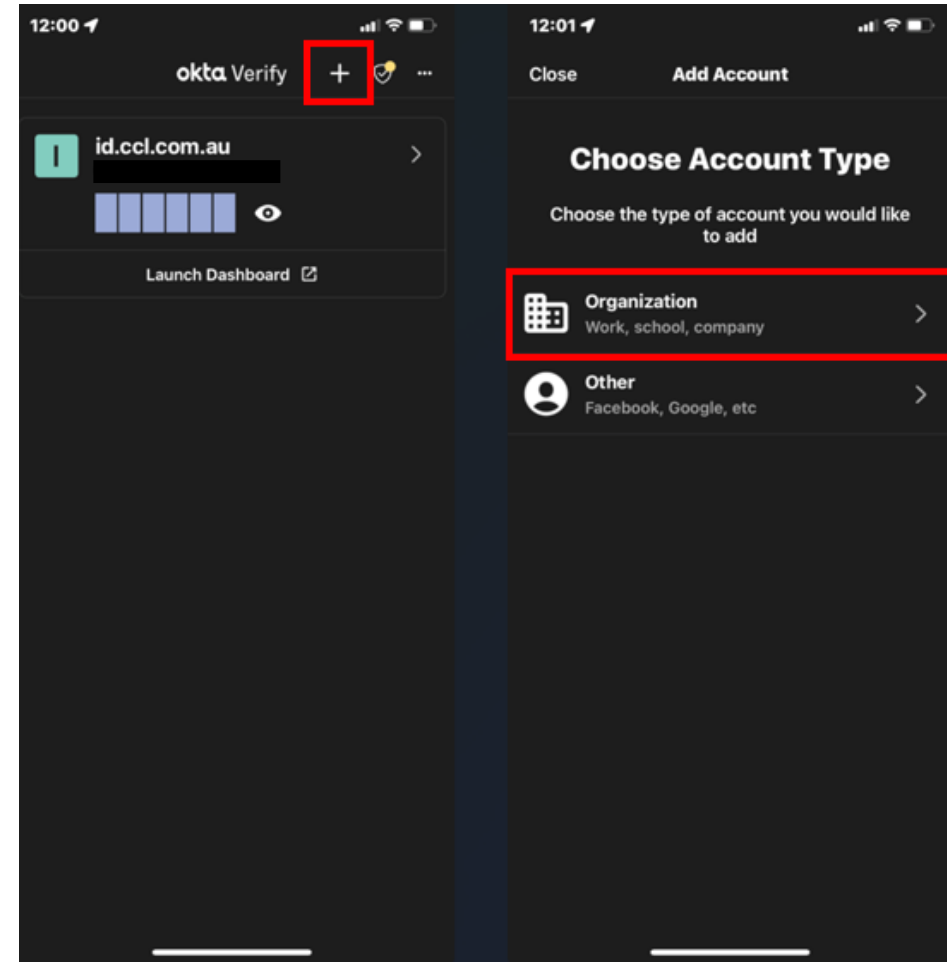 12:00
okta Verify
I
id.ccl.com.au
Launch Dashboard
12:01
Close
Add Account
Choose Account Type
Choose the type of account you would like
to add
Organization
Work, school, company
Other
Facebook, Google, etc